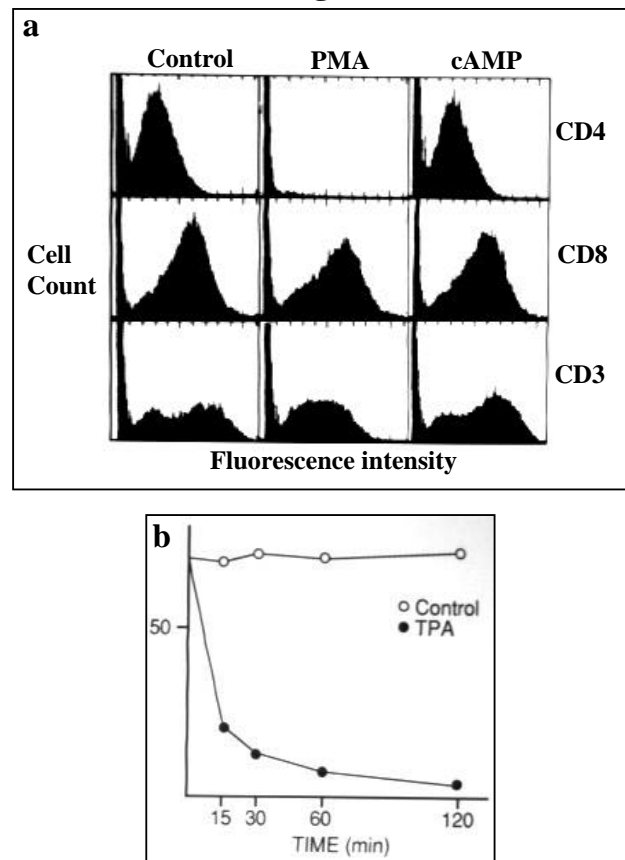 a
Control PMA cAMP
CD4
Cell
Count
CD8
CD3
Fluorescence intensity
b
50
Control
TPA
15 30 60 120
TIME (min)